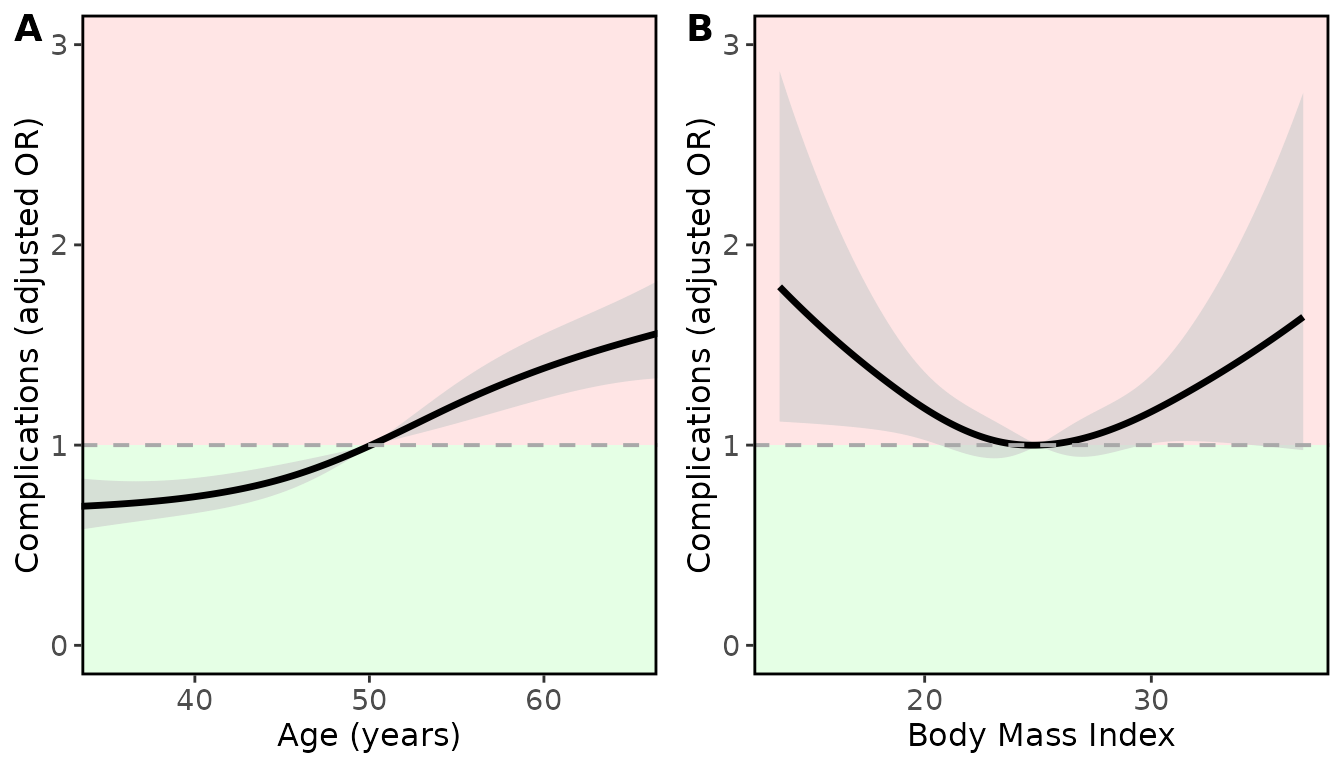 A
3
2
1
0
Complications (adjusted OR)
40 50 60
Age (years)
B
3
2
1
0
Complications (adjusted OR)
20 30
Body Mass Index